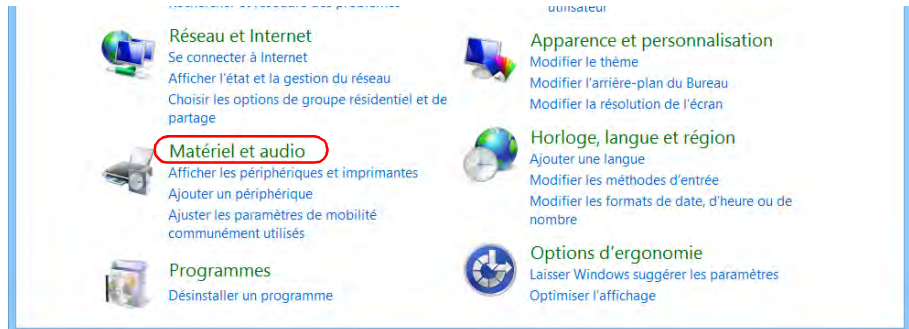 utilisateur
Réseau et Internet
Se connecter à Internet
Afficher l'état et la gestion du réseau
Choisir les options de groupe résidentiel et de
partage
Matériel et audio
Afficher les périphériques et imprimantes
Ajouter un périphérique
Ajuster les paramètres de mobilité
communément utilisés
Programmes
Désinstaller un programme
Apparence et personnalisation
Modifier le thème
Modifier l'arrière-plan du Bureau
Modifier la résolution de l'écran
Horloge, langue et région
Ajouter une langue
Modifier les méthodes d'entrée
Modifier les formats de date, d'heure ou de
nombre
Options d'ergonomie
Laisser Windows suggérer les paramètres
Optimiser l'affichage